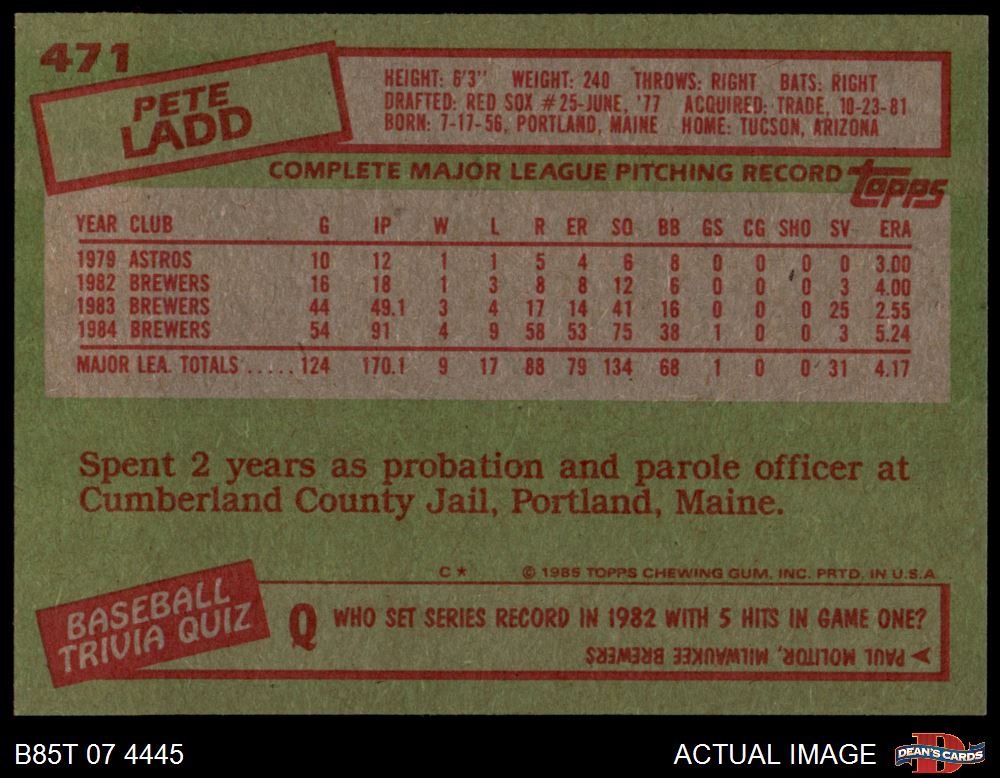 471
PETE
LADD
HEIGHT: 6'3" WEIGHT: 240 THROWS: RIGHT BATS: RIGHT
DRAFTED: RED SOX #25-JUNE, '77 ACQUIRED: TRADE, 10-23-81
BORN: 7-17-56, PORTLAND, MAINE HOME: TUCSON, ARIZONA
COMPLETE MAJOR LEAGUE PITCHING RECORD topps
YEAR CLUB G IP W L R ER SO BB GS CG SHO SV ERA
1979 ASTROS 10 12 1 1 5 4 6 8 0 0 0 0 3.00
1982 BREWERS 16 18 1 3 8 8 12 6 0 0 0 3 4.00
1983 BREWERS 44 49.1 3 4 17 14 41 16 0 0 0 25 2.55
1984 BREWERS 54 91 4 9 58 53 75 38 1 0 0 3 5.24
MAJOR LEA. TOTALS ..... 124 170.1 9 17 88 79 134 68 1 0 0 31 4.17
Spent 2 years as probation and parole officer at
Cumberland County Jail, Portland, Maine.
C* © 1985 TOPPS CHEWING GUM, INC. PRTD. IN U.S.A.
BASEBALL
TRIVIA QUIZ
Q WHO SET SERIES RECORD IN 1982 WITH 5 HITS IN GAME ONE?
PAUL MOLITOR, MILWAUKEE BREWERS
B85T 07 4445
ACTUAL IMAGE
D
DEAN'S CARDS